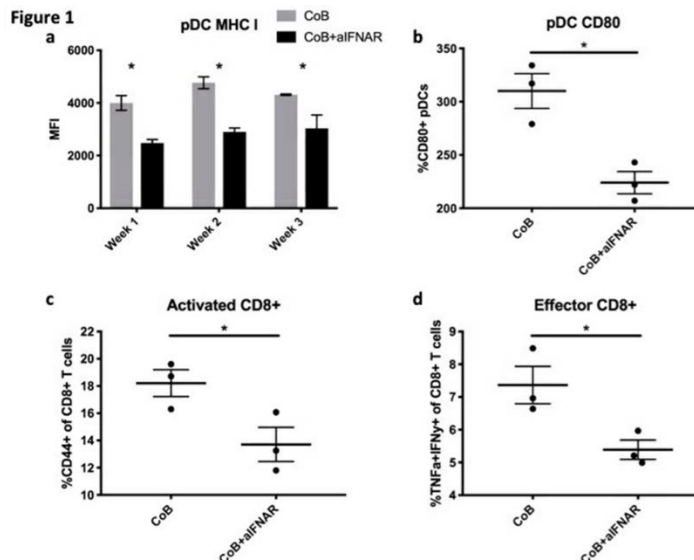 Figure 1
a
pDC MHC I
CoB
CoB+aIFNAR
MFI
6000
4000
2000
0
*
*
*
Week 1
Week 2
Week 3
b
pDC CD80
%CD80+ pDCs
350
300
250
200
*
CoB
CoB+aIFNAR
c
Activated CD8+
%CD44+ of CD8+ T cells
22
20
18
16
14
12
10
*
CoB
CoB+aIFNAR
d
Effector CD8+
%TNFa+IFNy+ of CD8+ T cells
9
8
7
6
5
4
*
CoB
CoB+aIFNAR